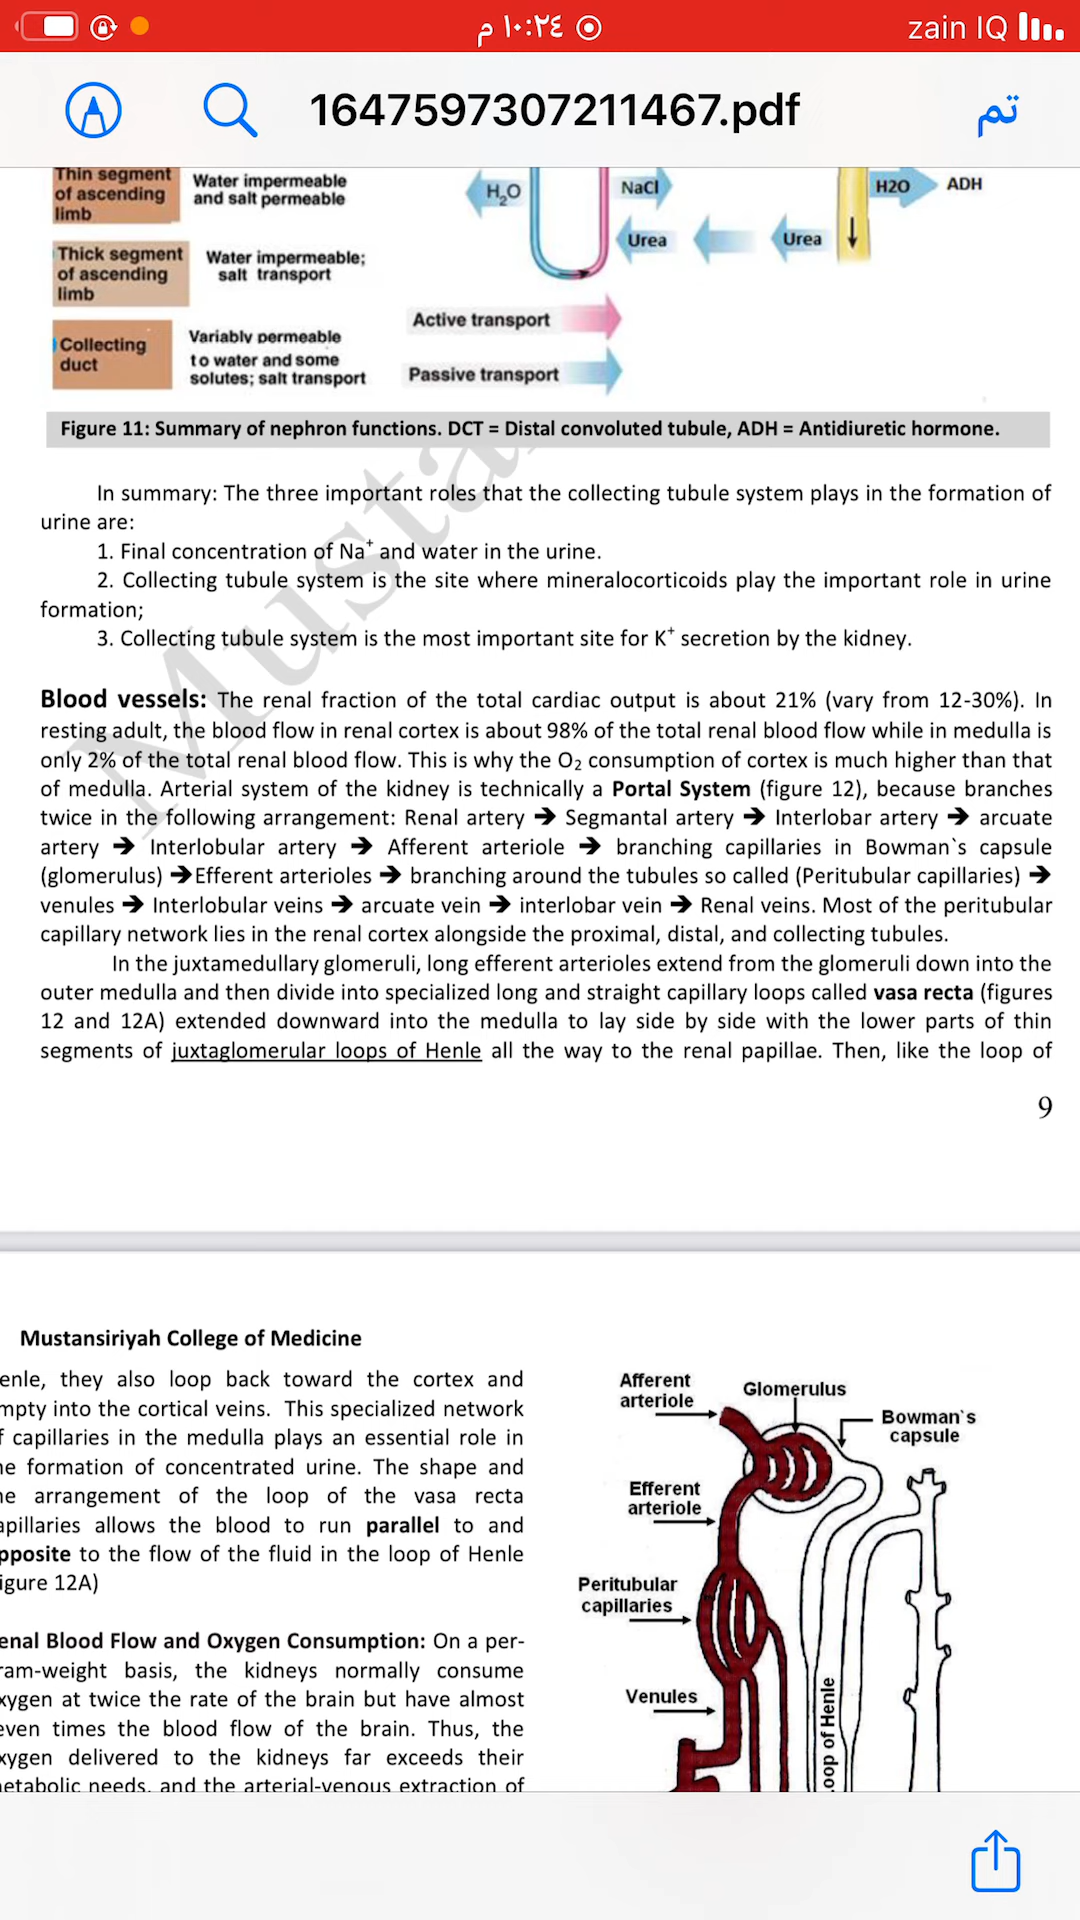 ١٠:٢٤ م
zain IQ
1647597307211467.pdf
تم
Thin segment
of ascending
limb
Water impermeable
and salt permeable
H₂O
NaCl
H2O
ADH
Urea
Urea
Thick segment
of ascending
limb
Water impermeable;
salt transport
Active transport
Collecting
duct
Variably permeable
to water and some
solutes; salt transport
Passive transport
Figure 11: Summary of nephron functions. DCT = Distal convoluted tubule, ADH = Antidiuretic hormone.
In summary: The three important roles that the collecting tubule system plays in the formation of
urine are:
1. Final concentration of Na⁺ and water in the urine.
2. Collecting tubule system is the site where mineralocorticoids play the important role in urine
formation;
3. Collecting tubule system is the most important site for K⁺ secretion by the kidney.
Musta
Blood vessels: The renal fraction of the total cardiac output is about 21% (vary from 12-30%). In
resting adult, the blood flow in renal cortex is about 98% of the total renal blood flow while in medulla is
only 2% of the total renal blood flow. This is why the O₂ consumption of cortex is much higher than that
of medulla. Arterial system of the kidney is technically a Portal System (figure 12), because branches
twice in the following arrangement: Renal artery ➔ Segmantal artery ➔ Interlobar artery ➔ arcuate
artery ➔ Interlobular artery ➔ Afferent arteriole ➔ branching capillaries in Bowman`s capsule
(glomerulus) ➔Efferent arterioles ➔ branching around the tubules so called (Peritubular capillaries) ➔
venules ➔ Interlobular veins ➔ arcuate vein ➔ interlobar vein ➔ Renal veins. Most of the peritubular
capillary network lies in the renal cortex alongside the proximal, distal, and collecting tubules.
In the juxtamedullary glomeruli, long efferent arterioles extend from the glomeruli down into the
outer medulla and then divide into specialized long and straight capillary loops called vasa recta (figures
12 and 12A) extended downward into the medulla to lay side by side with the lower parts of thin
segments of juxtaglomerular loops of Henle all the way to the renal papillae. Then, like the loop of
9
Mustansiriyah College of Medicine
enle, they also loop back toward the cortex and
mpty into the cortical veins. This specialized network
f capillaries in the medulla plays an essential role in
he formation of concentrated urine. The shape and
he arrangement of the loop of the vasa recta
apillaries allows the blood to run parallel to and
pposite to the flow of the fluid in the loop of Henle
igure 12A)
enal Blood Flow and Oxygen Consumption: On a per-
ram-weight basis, the kidneys normally consume
xygen at twice the rate of the brain but have almost
even times the blood flow of the brain. Thus, the
xygen delivered to the kidneys far exceeds their
netabolic needs, and the arterial-venous extraction of
Afferent
arteriole
Glomerulus
Bowman`s
capsule
Efferent
arteriole
Peritubular
capillaries
Venules
oop of Henle